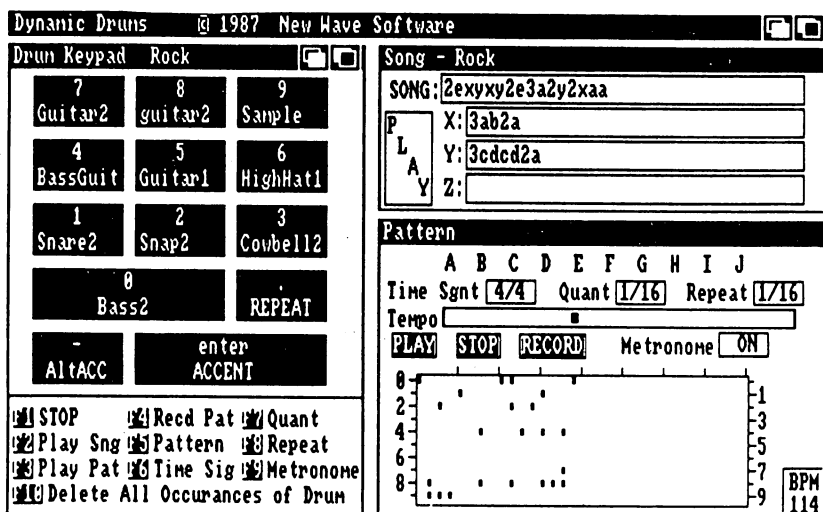 Dynamic Drums © 1987 New Wave Software
Drum Keypad Rock
7
Guitar2
8
guitar2
9
Sample
4
BassGuit
5
Guitar1
6
HighHat1
1
Snare2
2
Snap2
3
Cowbell2
0
Bass2
.
REPEAT
-
AltACC
enter
ACCENT
F1 STOP F4 Recd Pat F7 Quant
F2 Play Sng F5 Pattern F8 Repeat
F3 Play Pat F6 Time Sig F9 Metronome
F10 Delete All Occurances of Drum
Song - Rock
SONG: 2exyxy2e3a2y2xaa
PLAY
X: 3ab2a
Y: 3cdcd2a
Z:
Pattern
A B C D E F G H I J
Time Sgnt 4/4 Quant 1/16 Repeat 1/16
Tempo
PLAY STOP RECORD Metronome ON
0
1
2
3
4
5
6
7
8
9
BPM
114